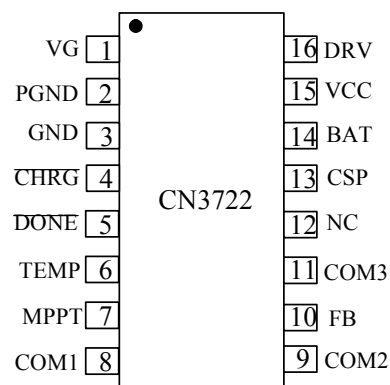 VG 1 16 DRV
PGND 2 15 VCC
GND 3 14 BAT
CHRG 4 13 CSP
CN3722
DONE 5 12 NC
TEMP 6 11 COM3
MPPT 7 10 FB
COM1 8 9 COM2